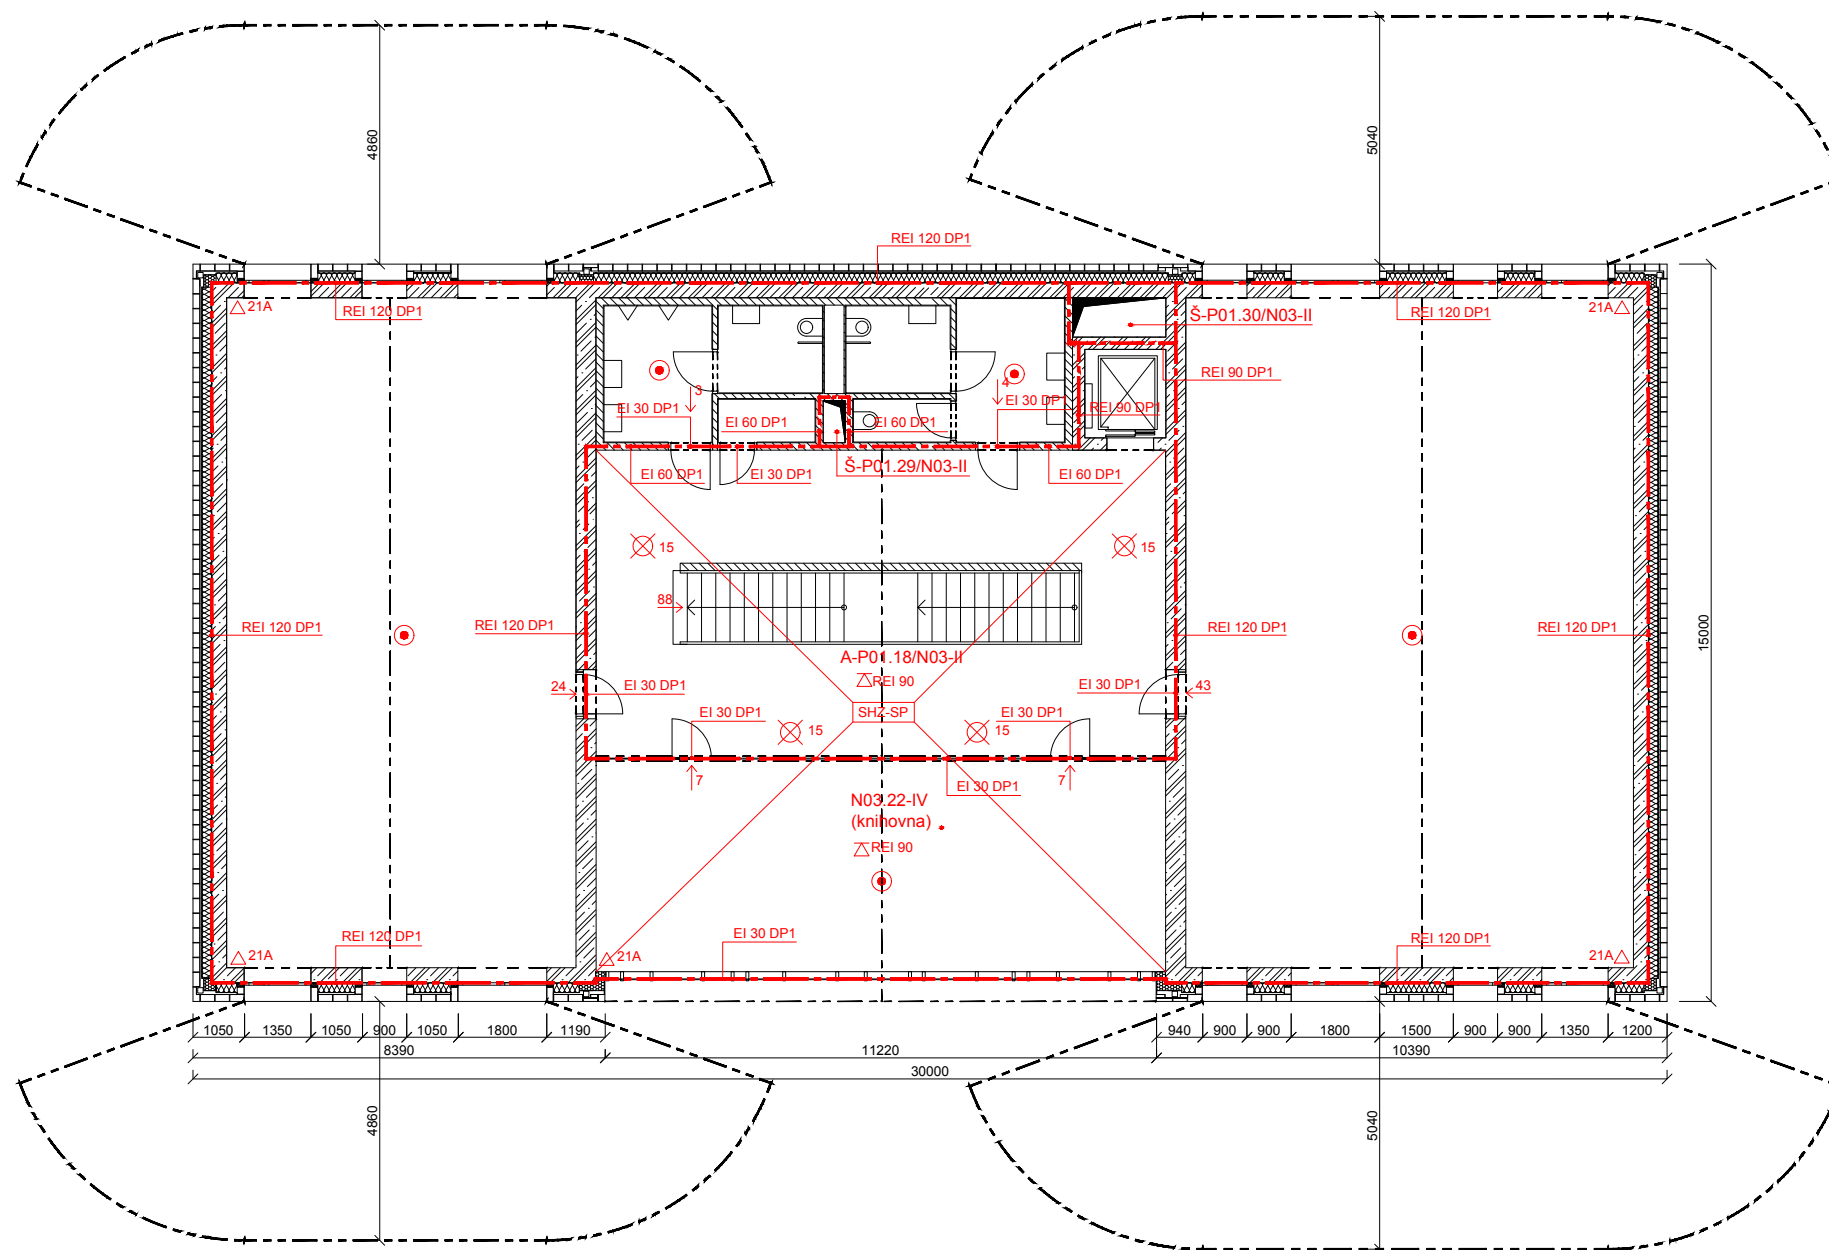 4860
5040
REI 120 DP1
21A
REI 120 DP1
Š-P01.30/N03-II
REI 120 DP1
21A
REI 90 DP1
3
4
EI 30 DP1
EI 60 DP1
EI 60 DP1
EI 30 DP1
REI 90 DP1
EI 60 DP1
EI 30 DP1
Š-P01.29/N03-II
EI 60 DP1
15
15
88
REI 120 DP1
REI 120 DP1
REI 120 DP1
REI 120 DP1
15000
A-P01.18/N03-II
REI 90
24
EI 30 DP1
EI 30 DP1
43
SHZ-SP
EI 30 DP1
15
15
EI 30 DP1
7
7
EI 30 DP1
N03.22-IV
(knihovna)
REI 90
REI 120 DP1
EI 30 DP1
REI 120 DP1
21A
21A
21A
1050
1350
1050
900
1050
1800
1190
940
900
900
1800
1500
900
900
1350
1200
8390
11220
10390
30000
4860
5040